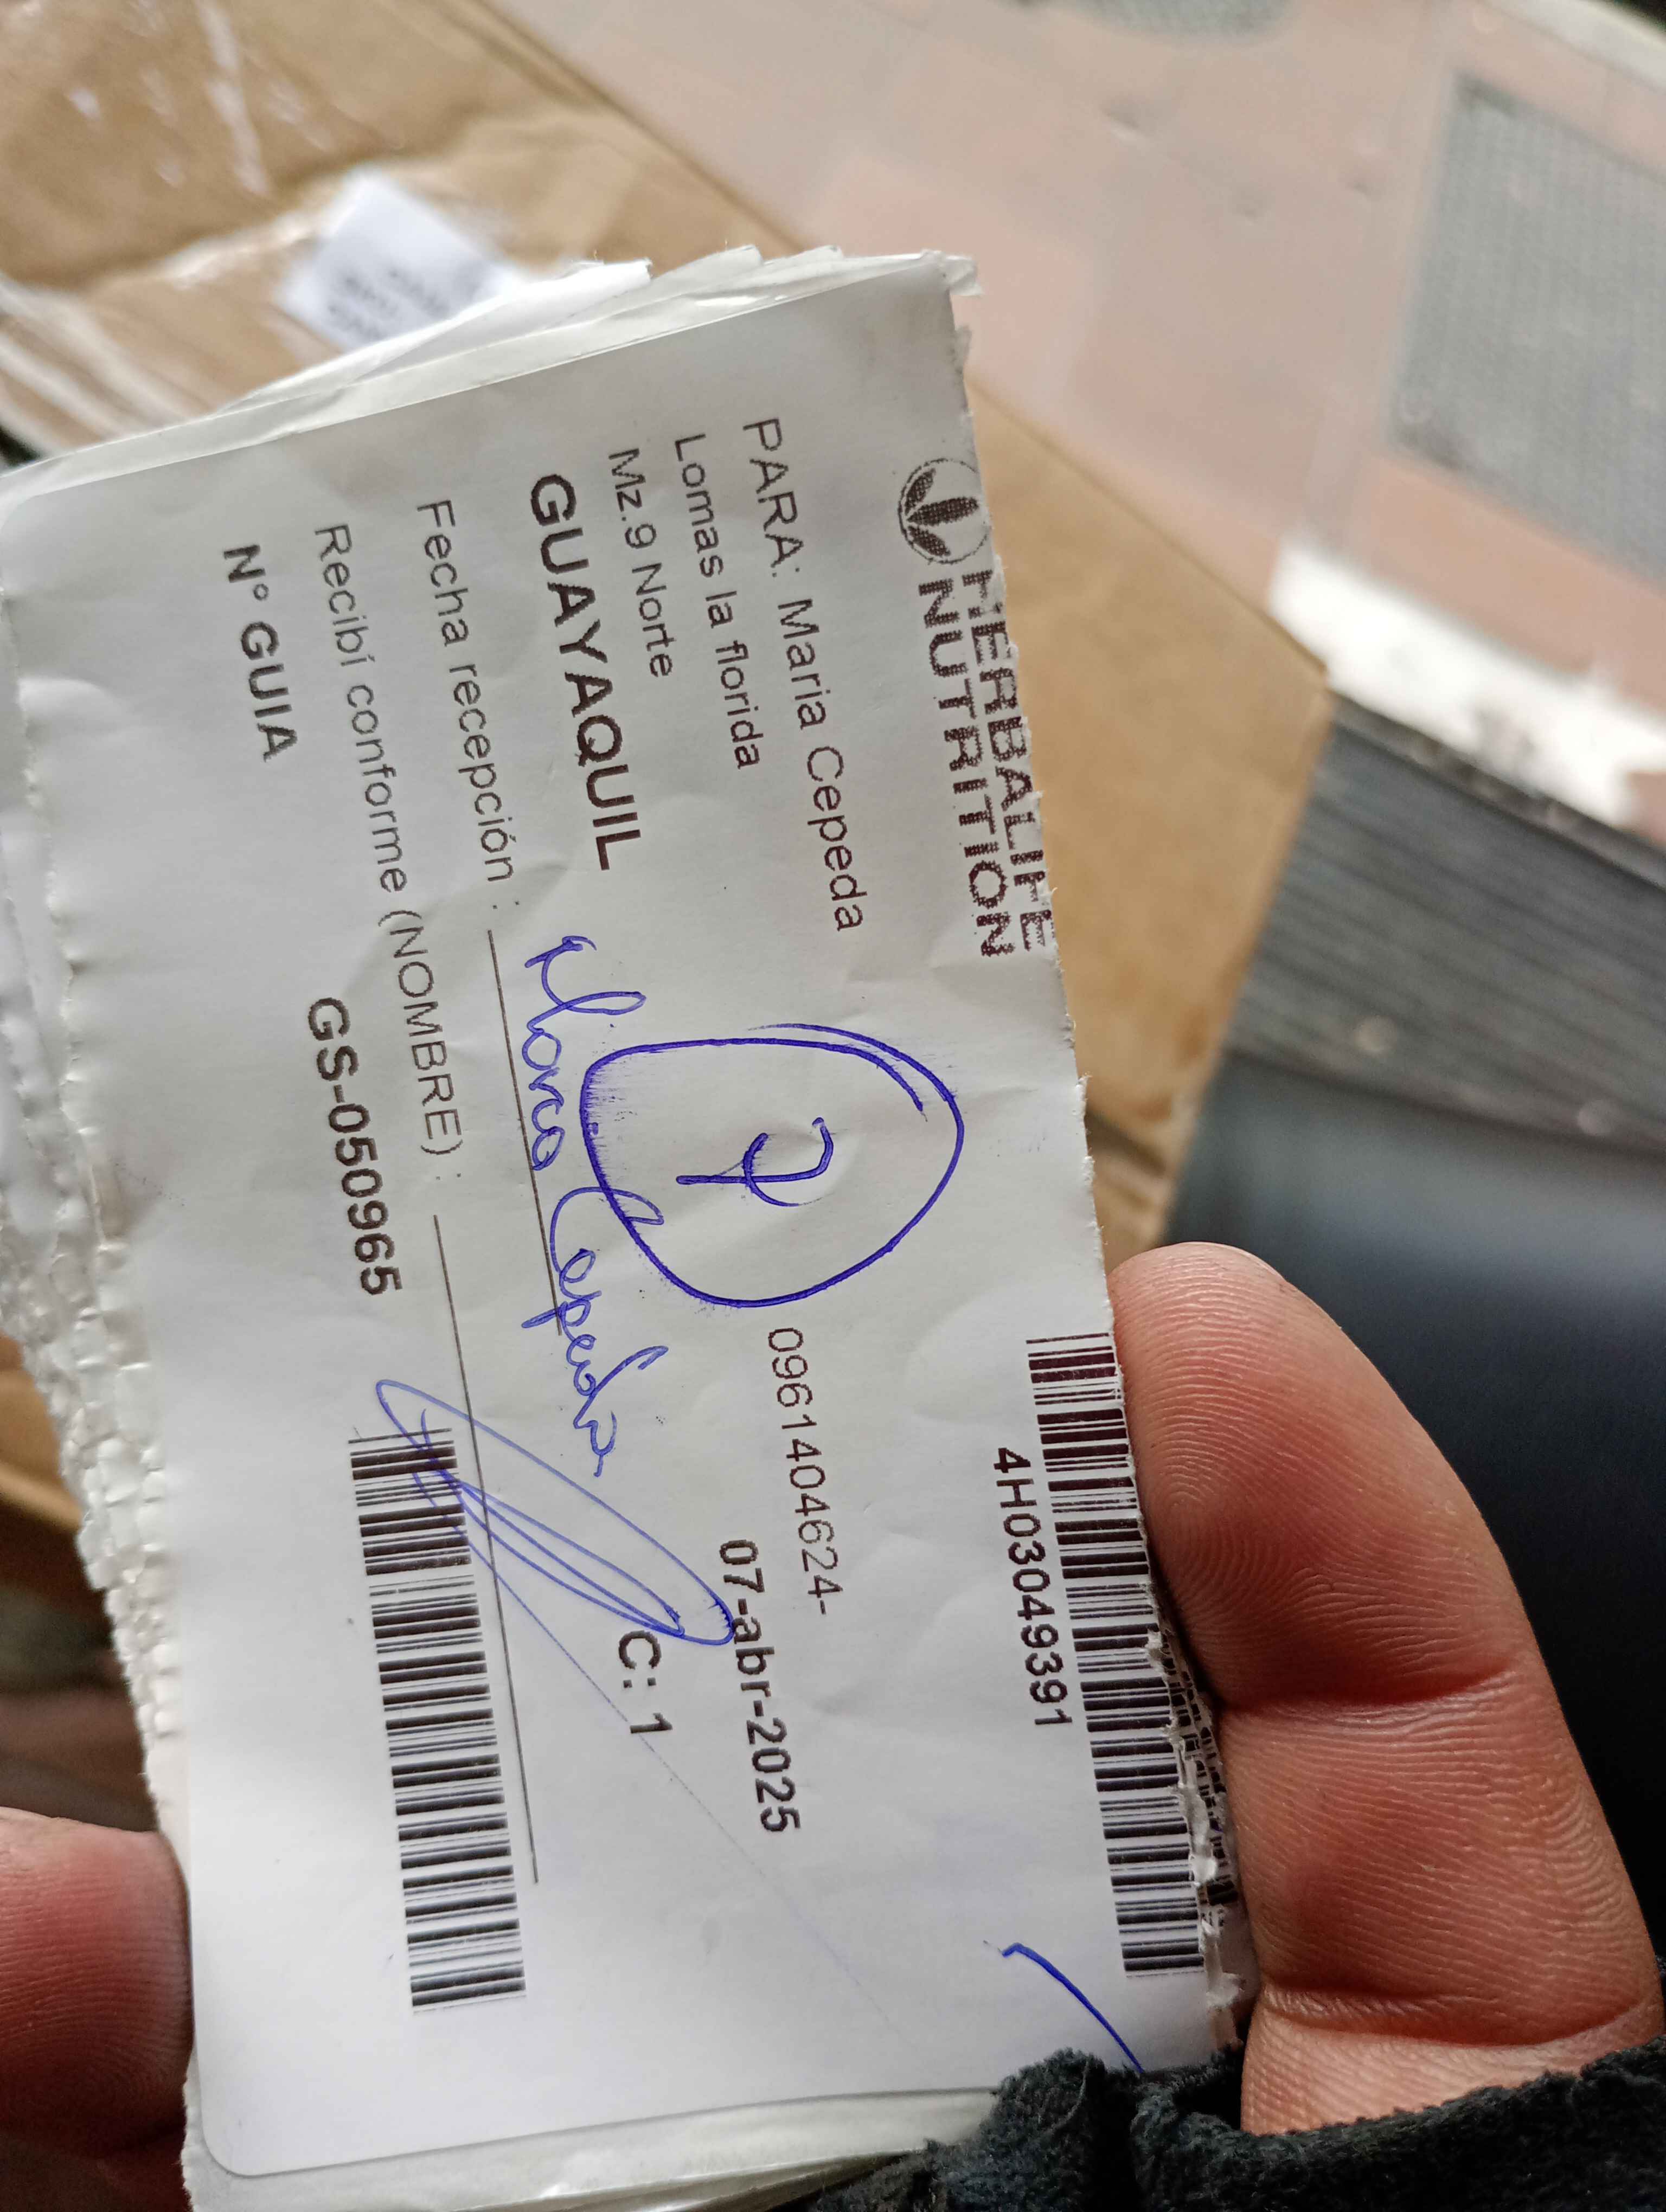 HERBALIFE
NUTRITION
4H03049391
PARA: Maria Cepeda
0961404624-
Lomas la florida
07-abr-2025
Mz.9 Norte
GUAYAQUIL
C: 1
Fecha recepción :
Cepeda
Recibí conforme (NOMBRE) :
N° GUIA
GS-050965